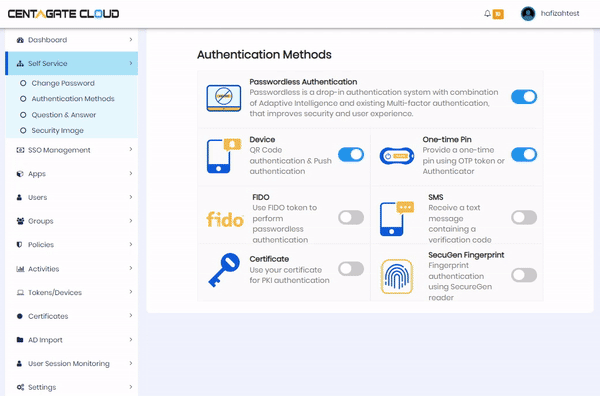 CENTAGATE CLOUD
hafizahtest
Dashboard
Self Service
Change Password
Authentication Methods
Question & Answer
Security Image
SSO Management
Apps
Users
Groups
Policies
Activities
Tokens/Devices
Certificates
AD Import
User Session Monitoring
Settings
Authentication Methods
Passwordless Authentication
Passwordless is a drop-in authentication system with combination
of Adaptive Intelligence and existing Multi-factor authentication,
that improves security and user experience.
Device
QR Code
authentication & Push
authentication
One-time Pin
Provide a one-time
pin using OTP token or
Authenticator
fido
FIDO
Use FIDO token to
perform
passwordless
authentication
SMS
Receive a text
message
containing a
verification code
Certificate
Use your certificate
for PKI authentication
SecuGen Fingerprint
Fingerprint
authentication
using SecureGen
reader